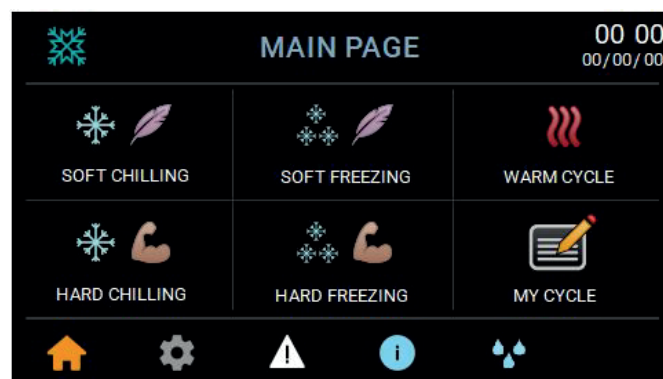 MAIN PAGE
00 00
00/00/00
SOFT CHILLING
SOFT FREEZING
WARM CYCLE
HARD CHILLING
HARD FREEZING
MY CYCLE